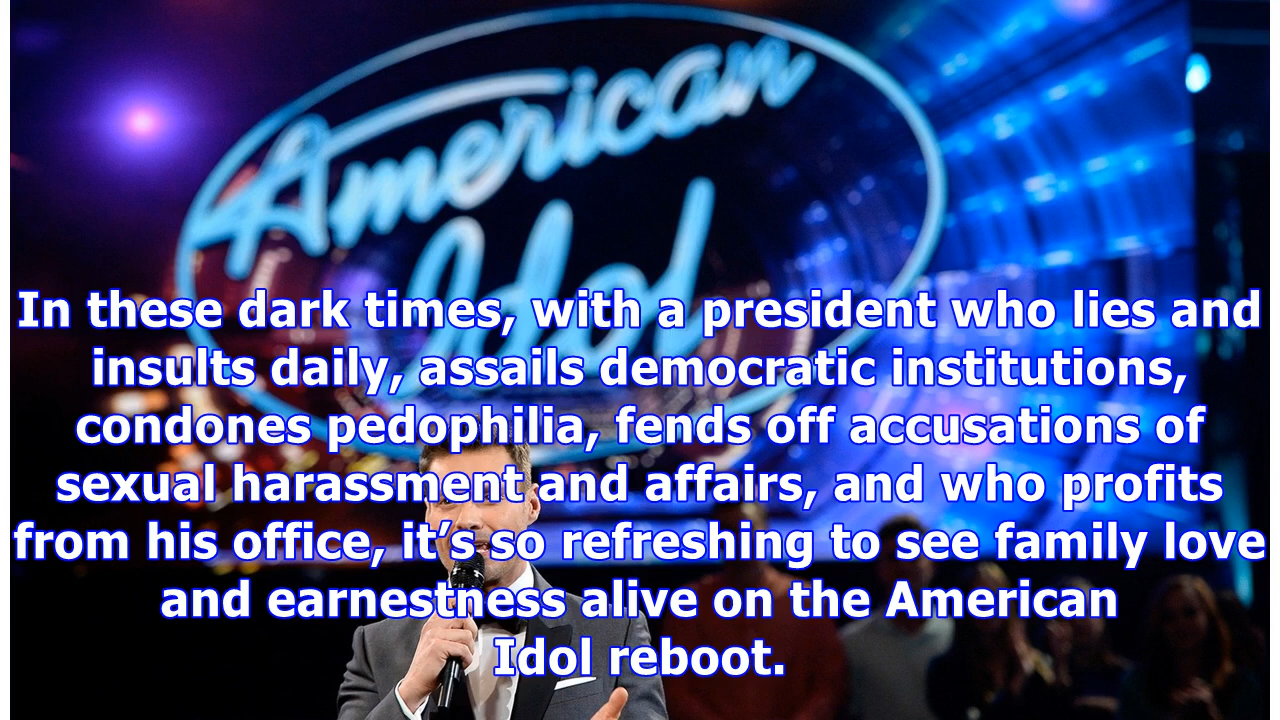 American
Idol
In these dark times, with a president who lies and
insults daily, assails democratic institutions,
condones pedophilia, fends off accusations of
sexual harassment and affairs, and who profits
from his office, it’s so refreshing to see family love
and earnestness alive on the American
Idol reboot.